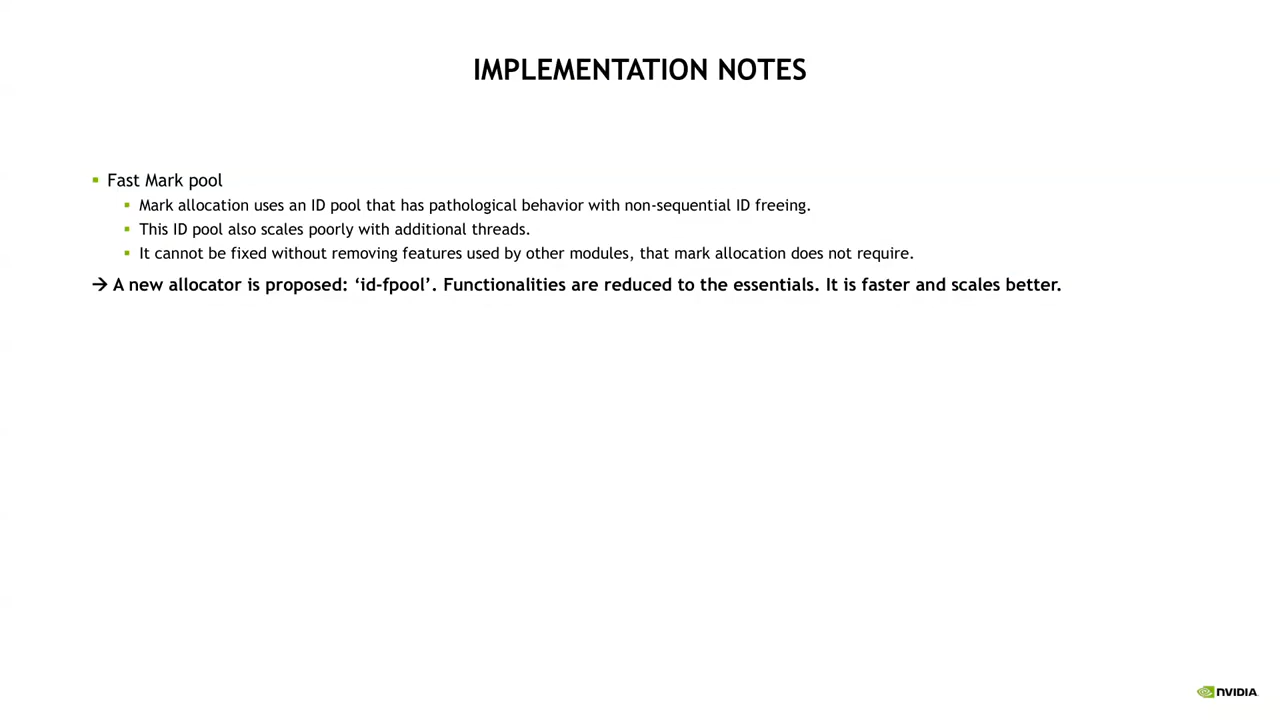 IMPLEMENTATION NOTES
▪ Fast Mark pool
▪ Mark allocation uses an ID pool that has pathological behavior with non-sequential ID freeing.
▪ This ID pool also scales poorly with additional threads.
▪ It cannot be fixed without removing features used by other modules, that mark allocation does not require.
→ A new allocator is proposed: ‘id-fpool’. Functionalities are reduced to the essentials. It is faster and scales better.
NVIDIA